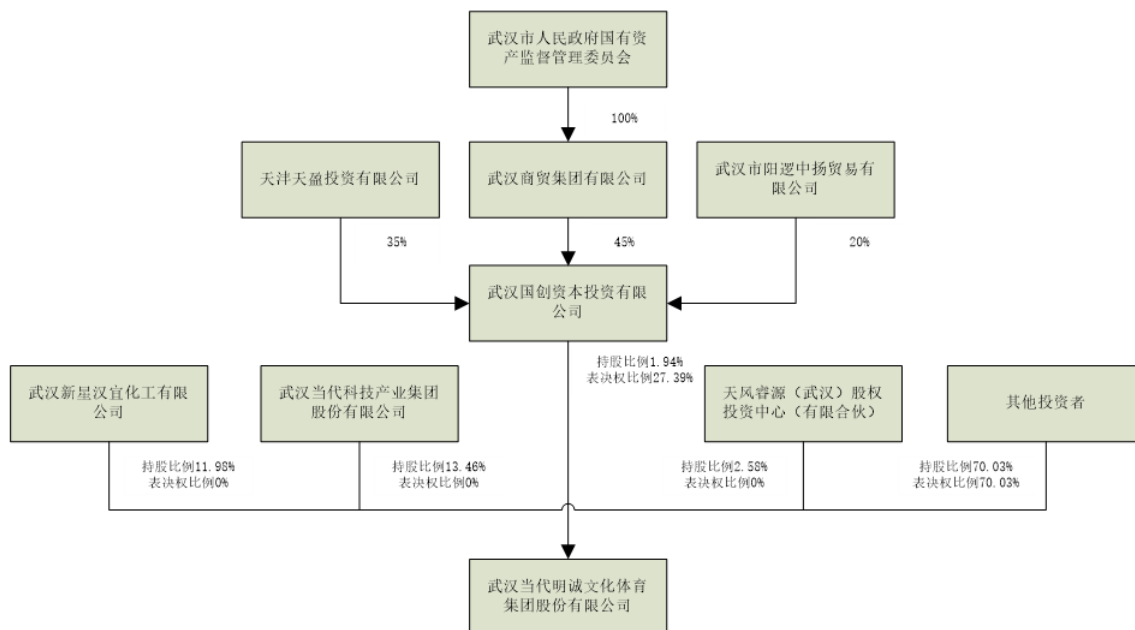 武汉市人民政府国有资
产监督管理委员会
100%
天沣天盈投资有限公司
武汉商贸集团有限公司
武汉市阳逻中扬贸易有
限公司
35%
45%
20%
武汉国创资本投资有限
公司
持股比例1.94%
表决权比例27.39%
武汉新星汉宜化工有限
公司
武汉当代科技产业集团
股份有限公司
天风睿源（武汉）股权
投资中心（有限合伙）
其他投资者
持股比例11.98%
表决权比例0%
持股比例13.46%
表决权比例0%
持股比例2.58%
表决权比例0%
持股比例70.03%
表决权比例70.03%
武汉当代明诚文化体育
集团股份有限公司